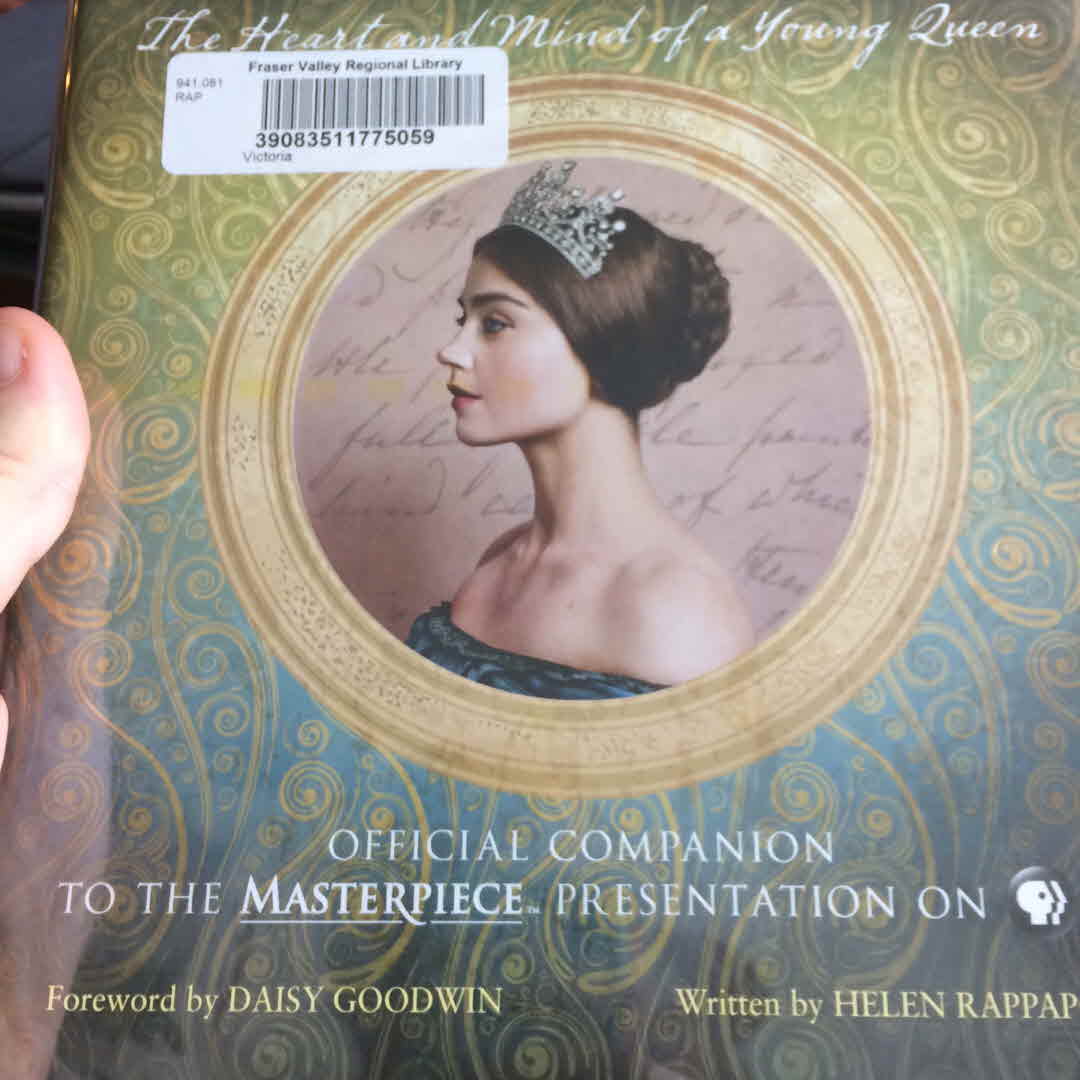 The Heart and Mind of a Young Queen
Fraser Valley Regional Library
941.081
RAP
39083511775059
Victoria
OFFICIAL COMPANION
TO THE MASTERPIECE™ PRESENTATION ON
Foreword by DAISY GOODWIN
Written by HELEN RAPPAP